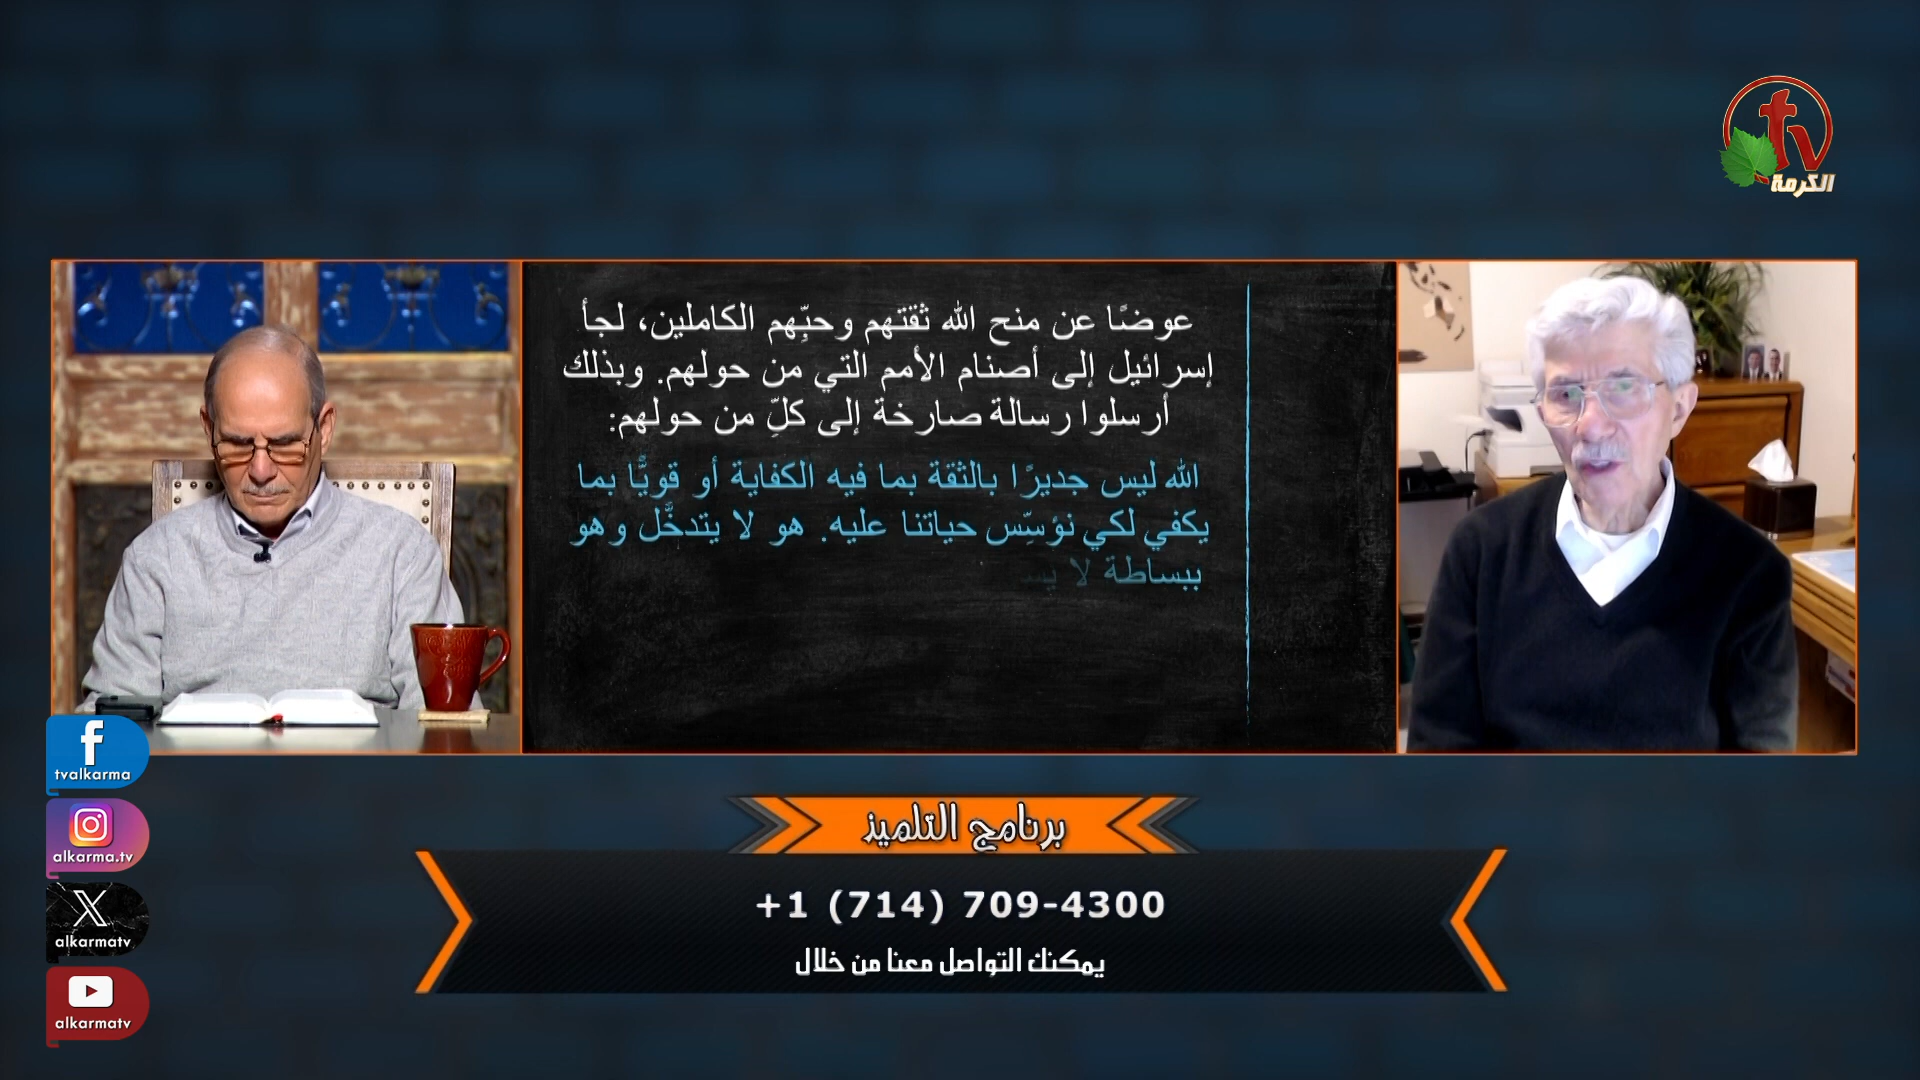 tv
الكرمة
عوضًا عن منح الله ثقتهم وحبِّهم الكاملين، لجأ
إسرائيل إلى أصنام الأمم التي من حولهم. وبذلك
أرسلوا رسالة صارخة إلى كلِّ من حولهم:
الله ليس جديرًا بالثقة بما فيه الكفاية أو قويًّا بما
يكفي لكي نؤسِّس حياتنا عليه. هو لا يتدخَّل وهو
ببساطة لا يس
tvalkarma
alkarma.tv
alkarmatv
alkarmatv
برنامج التلميذ
+1 (714) 709-4300
يمكنك التواصل معنا من خلال